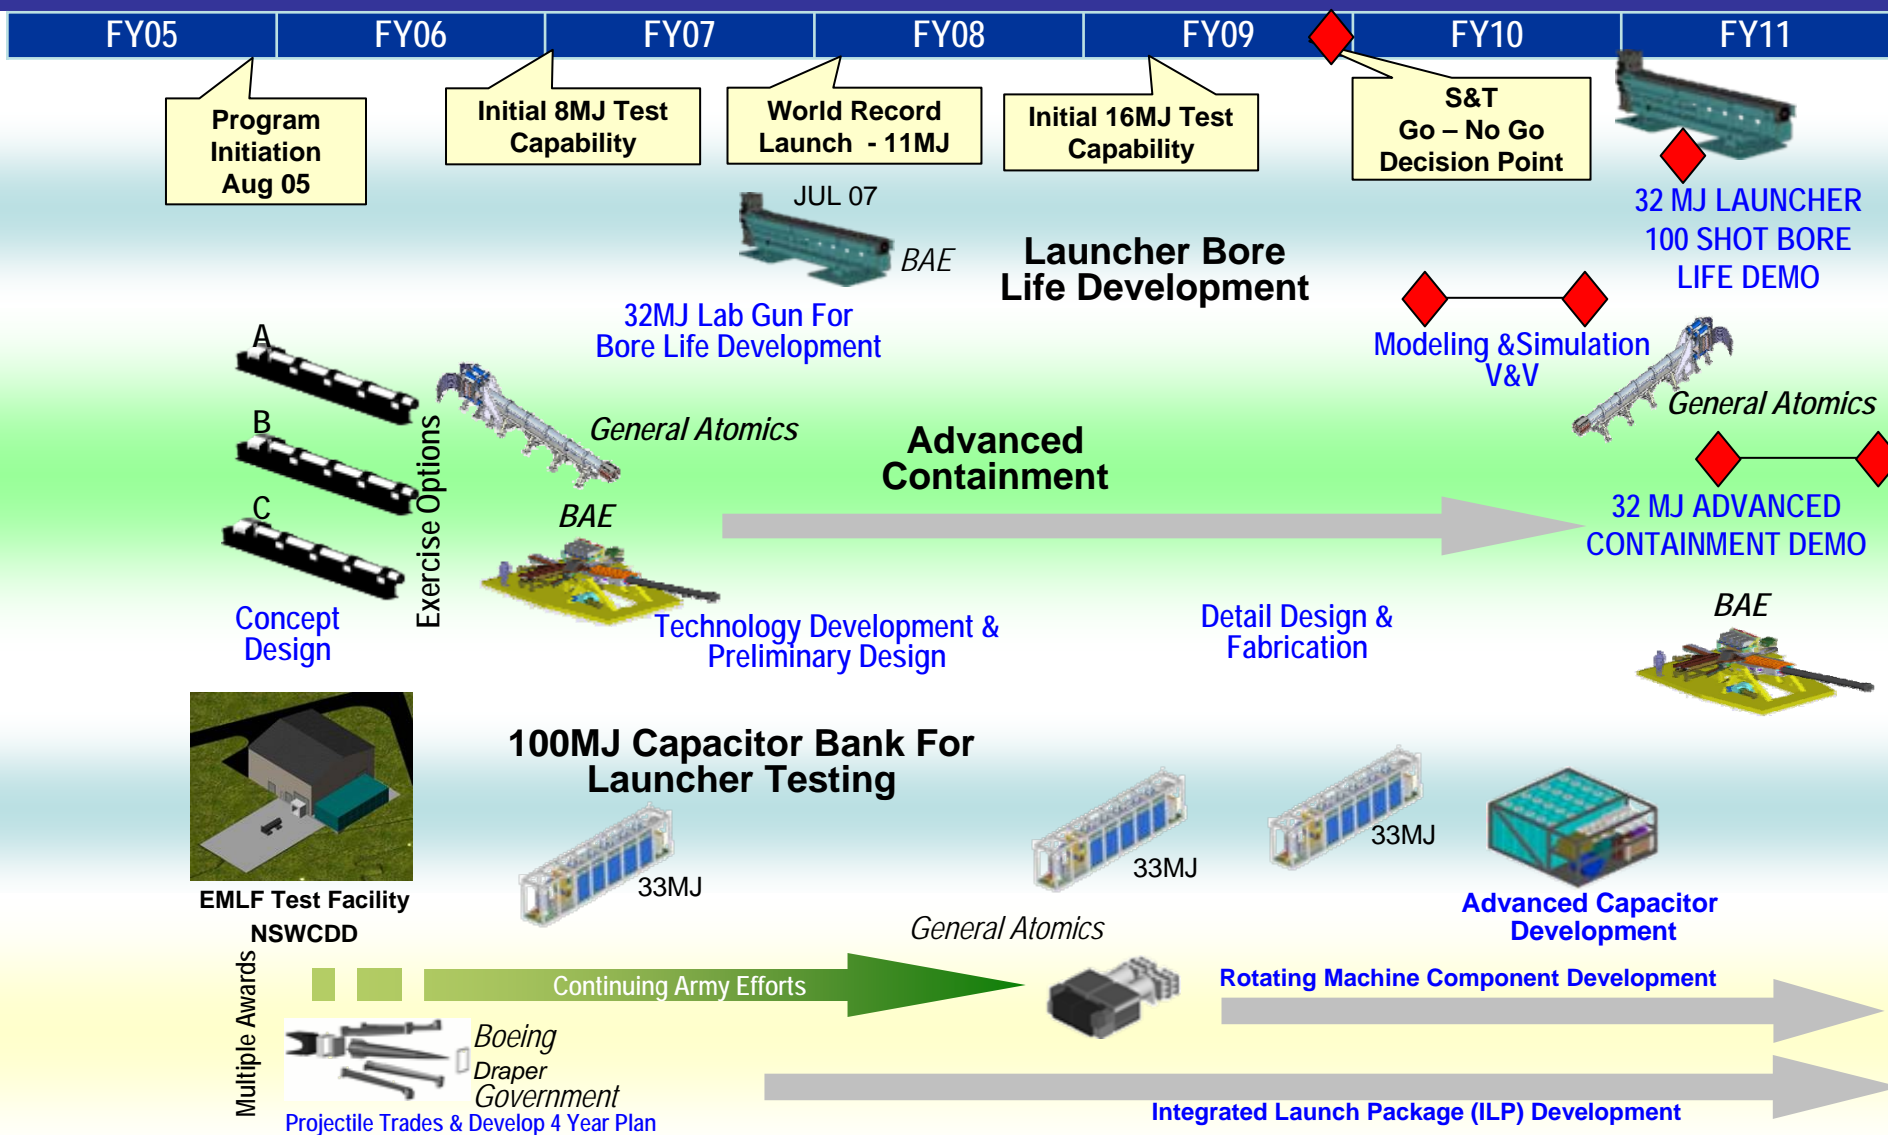 FY05
FY06
FY07
FY08
FY09
FY10
FY11
Program
Initiation
Aug 05
Initial 8MJ Test
Capability
World Record
Launch - 11MJ
Initial 16MJ Test
Capability
S&T
Go – No Go
Decision Point
JUL 07
BAE
32MJ Lab Gun For
Bore Life Development
Launcher Bore
Life Development
32 MJ LAUNCHER
100 SHOT BORE
LIFE DEMO
Modeling &Simulation
V&V
A
B
C
Exercise Options
Concept
Design
General Atomics
BAE
Advanced
Containment
Technology Development &
Preliminary Design
Detail Design &
Fabrication
General Atomics
32 MJ ADVANCED
CONTAINMENT DEMO
BAE
EMLF Test Facility
NSWCDD
100MJ Capacitor Bank For
Launcher Testing
33MJ
33MJ
33MJ
General Atomics
Advanced Capacitor
Development
Multiple Awards
Continuing Army Efforts
Rotating Machine Component Development
Boeing
Draper
Government
Projectile Trades & Develop 4 Year Plan
Integrated Launch Package (ILP) Development